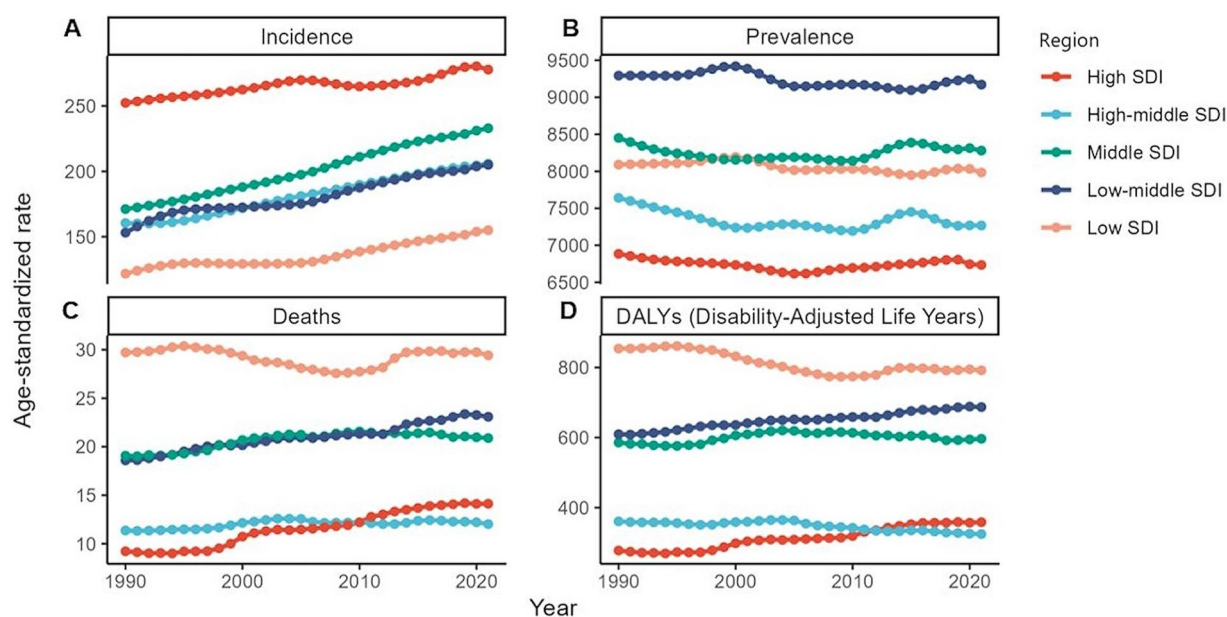 A
Incidence
250
200
150
B
Prevalence
9500
9000
8500
8000
7500
7000
6500
Region
High SDI
High-middle SDI
Middle SDI
Low-middle SDI
Low SDI
Age-standardized rate
C
Deaths
30
25
20
15
10
1990
2000
2010
2020
D
DALYs (Disability-Adjusted Life Years)
800
600
400
1990
2000
2010
2020
Year